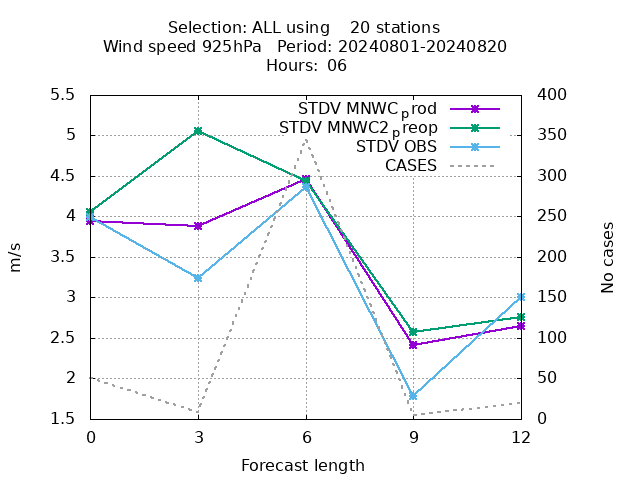 Selection: ALL using    20 stations
Wind speed 925hPa   Period: 20240801-20240820
Hours:  06
STDV MNWCprod
STDV MNWC2preop
STDV OBS
CASES
5.5
5
4.5
4
3.5
3
2.5
2
1.5
400
350
300
250
200
150
100
50
0
m/s
No cases
0 3 6 9 12
Forecast length